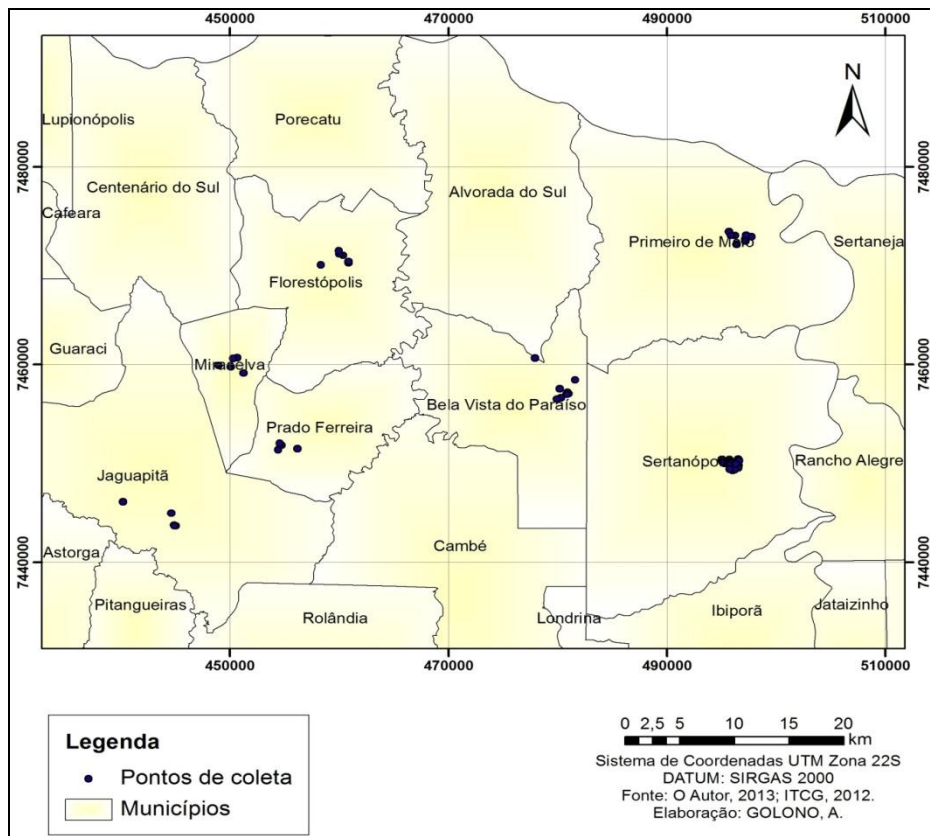 450000 470000 490000 510000
N
Lupionópolis
Porecatu
7480000
7480000
Centenário do Sul
Alvorada do Sul
Cafeara
Primeiro de Maio
Sertaneja
Florestópolis
Guaraci
7460000
Miraselva
7460000
Bela Vista do Paraíso
Prado Ferreira
Jaguapitã
Sertanópolis
Rancho Alegre
Astorga
7440000
Cambé
7440000
Pitangueiras
Rolândia
Londrina
Ibiporã
Jataizinho
450000 470000 490000 510000
Legenda
Pontos de coleta
Municípios
0 2,5 5 10 15 20
km
Sistema de Coordenadas UTM Zona 22S
DATUM: SIRGAS 2000
Fonte: O Autor, 2013; ITCG, 2012.
Elaboração: GOLONO, A.